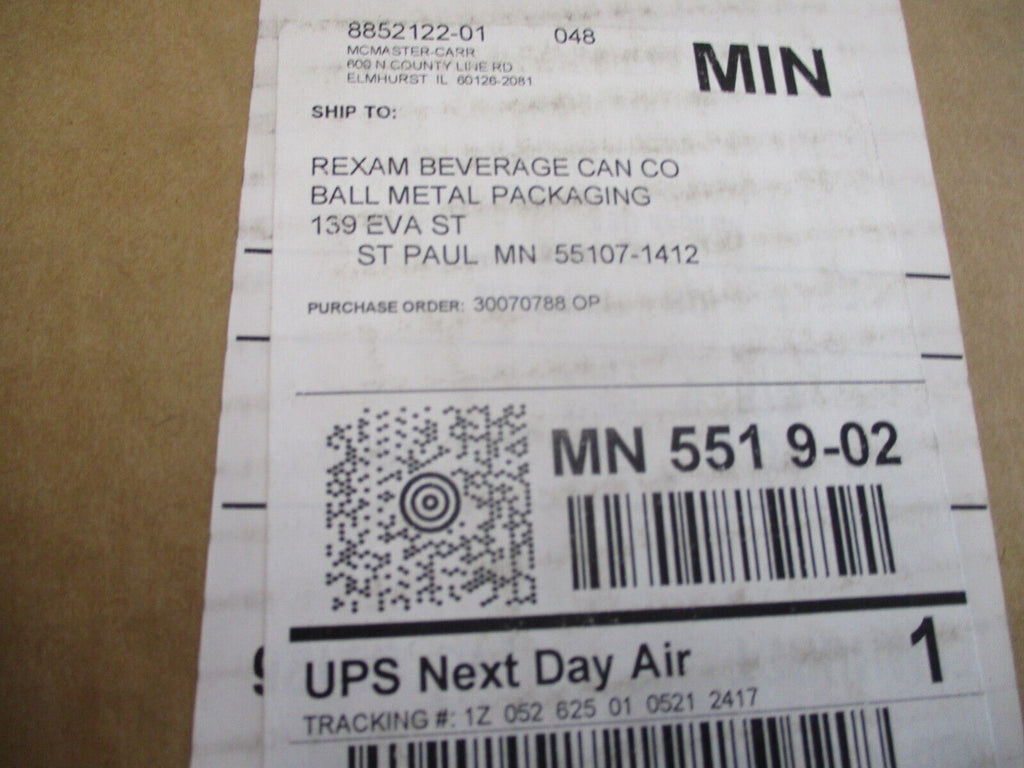 8852122-01 048
MCMASTER-CARR
600 N COUNTY LINE RD
ELMHURST IL 60126-2081
MIN
SHIP TO:
REXAM BEVERAGE CAN CO
BALL METAL PACKAGING
139 EVA ST
ST PAUL MN 55107-1412
PURCHASE ORDER: 30070788 OP
MN 551 9-02
UPS Next Day Air 1
TRACKING #: 1Z 052 625 01 0521 2417